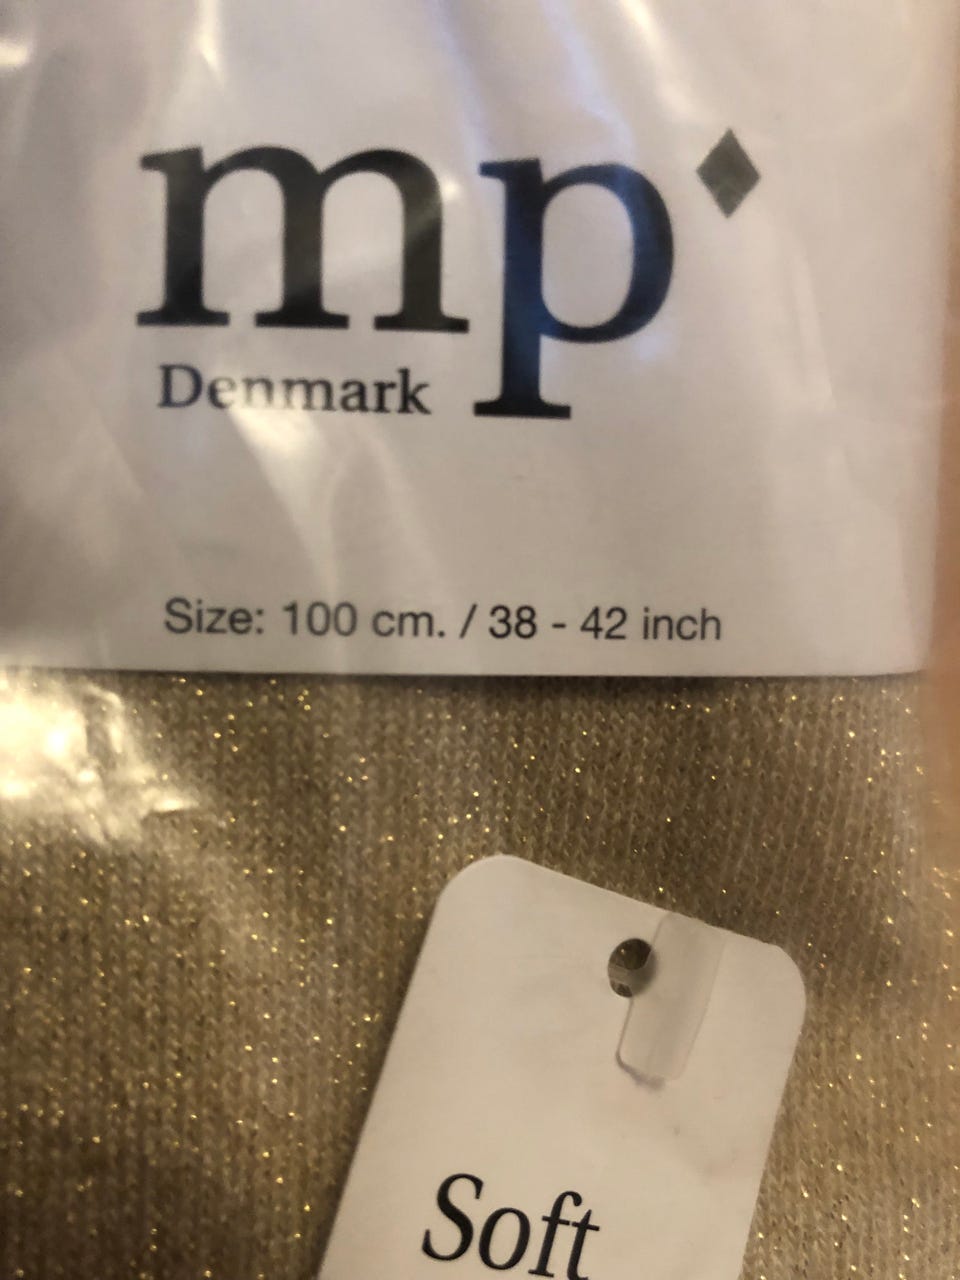 mp
Denmark
Size: 100 cm. / 38 - 42 inch
Soft